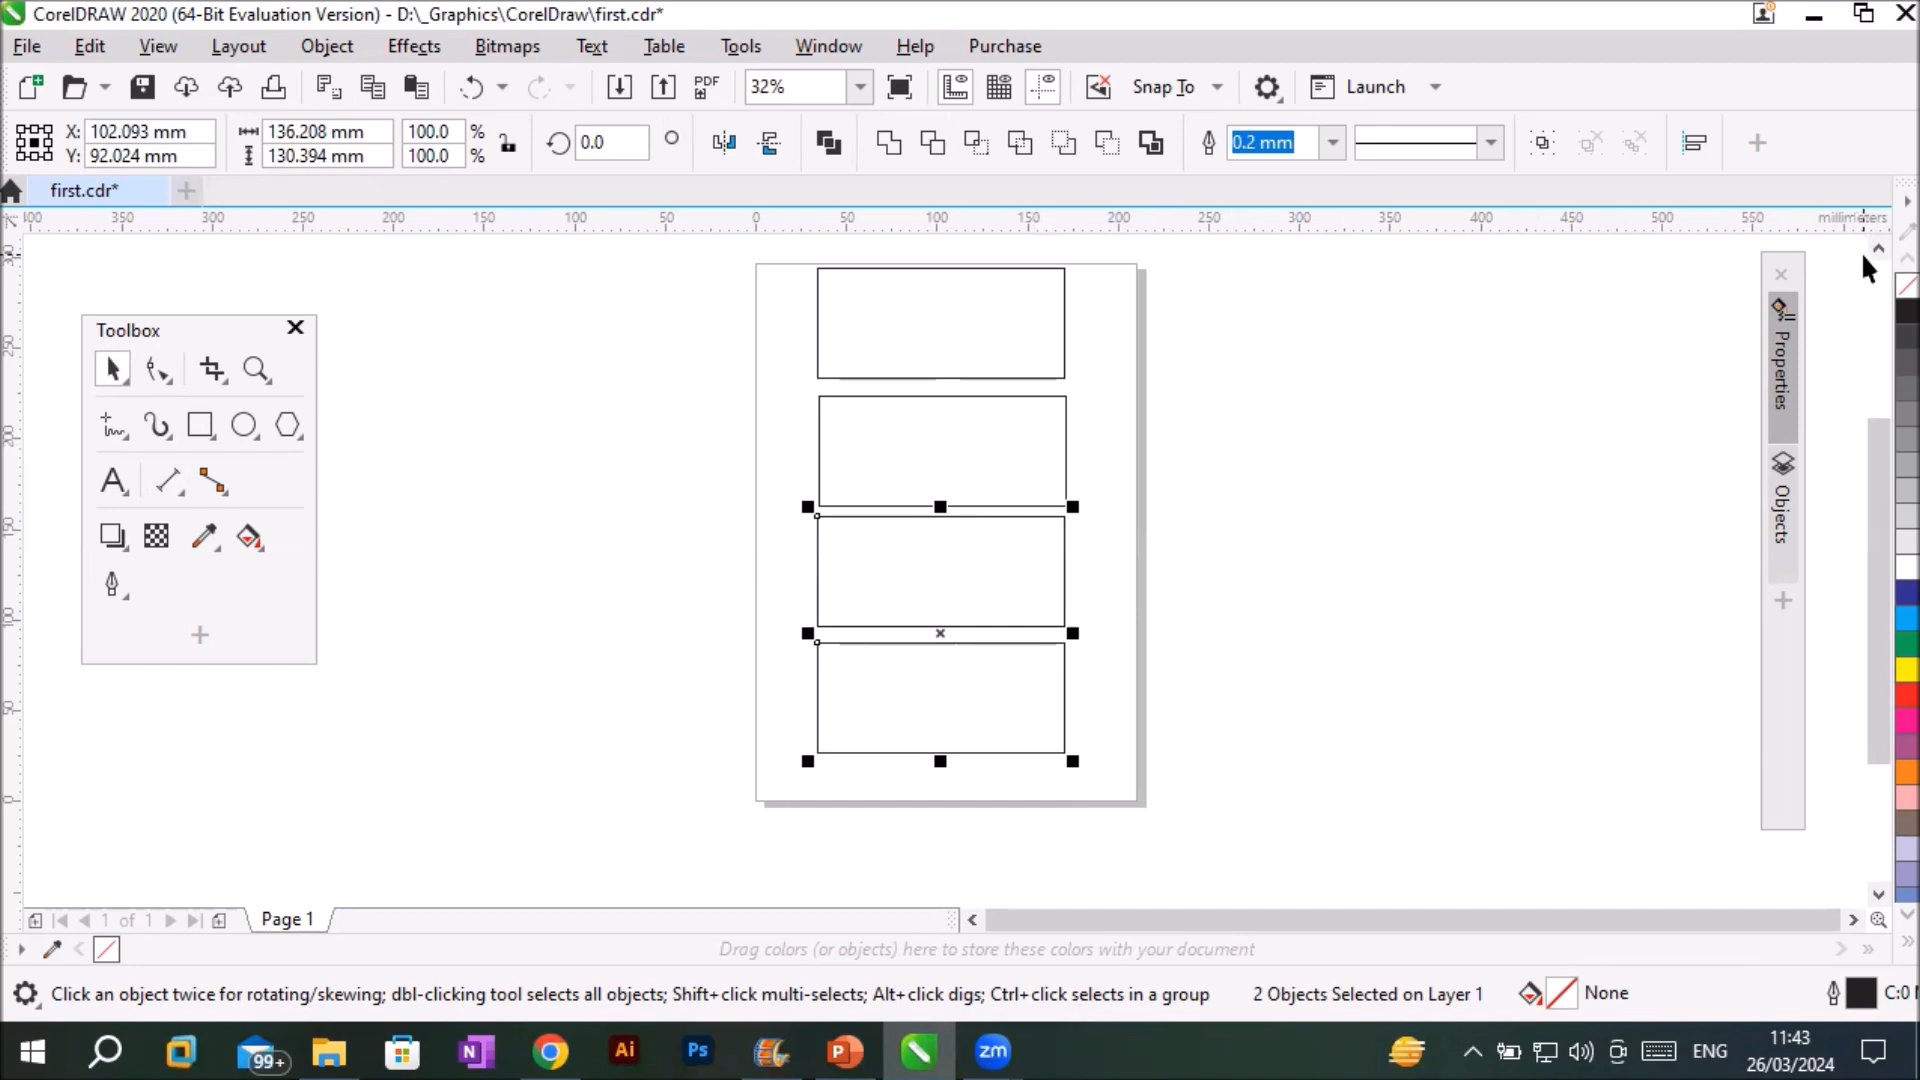 CorelDRAW 2020 (64-Bit Evaluation Version) - D:\_Graphics\CorelDraw\first.cdr*
File Edit View Layout Object Effects Bitmaps Text Table Tools Window Help Purchase
PDF 32% Snap To Launch
X: 102.093 mm 136.208 mm 100.0 % 0.0 0.2 mm
Y: 92.024 mm 130.394 mm 100.0 %
first.cdr*
400 350 300 250 200 150 100 50 0 50 100 150 200 250 300 350 400 450 500 550 millimeters
300
250
200
150
100
50
0
Toolbox
Properties
Objects
1 of 1 Page 1
Drag colors (or objects) here to store these colors with your document
Click an object twice for rotating/skewing; dbl-clicking tool selects all objects; Shift+click multi-selects; Alt+click digs; Ctrl+click selects in a group 2 Objects Selected on Layer 1 None C:0
99+ N Ai Ps P zm ENG 11:43
26/03/2024